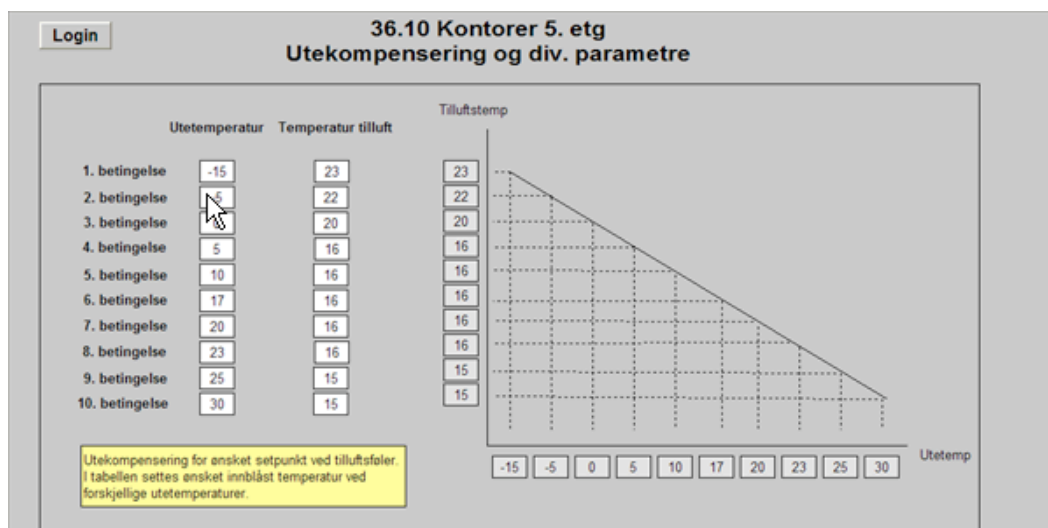 Login
36.10 Kontorer 5. etg
Utekompensering og div. parametre
Utetemperatur Temperatur tilluft
1. betingelse -15 23
2. betingelse -5 22
3. betingelse 20
4. betingelse 5 16
5. betingelse 10 16
6. betingelse 17 16
7. betingelse 20 16
8. betingelse 23 16
9. betingelse 25 15
10. betingelse 30 15
Utekompensering for ønsket setpunkt ved tilluftsføler.
I tabellen settes ønsket innblåst temperatur ved
forskjellige utetemperaturer.
Tilluftstemp
23
22
20
16
16
16
16
16
15
15
-15 -5 0 5 10 17 20 23 25 30
Utetemp